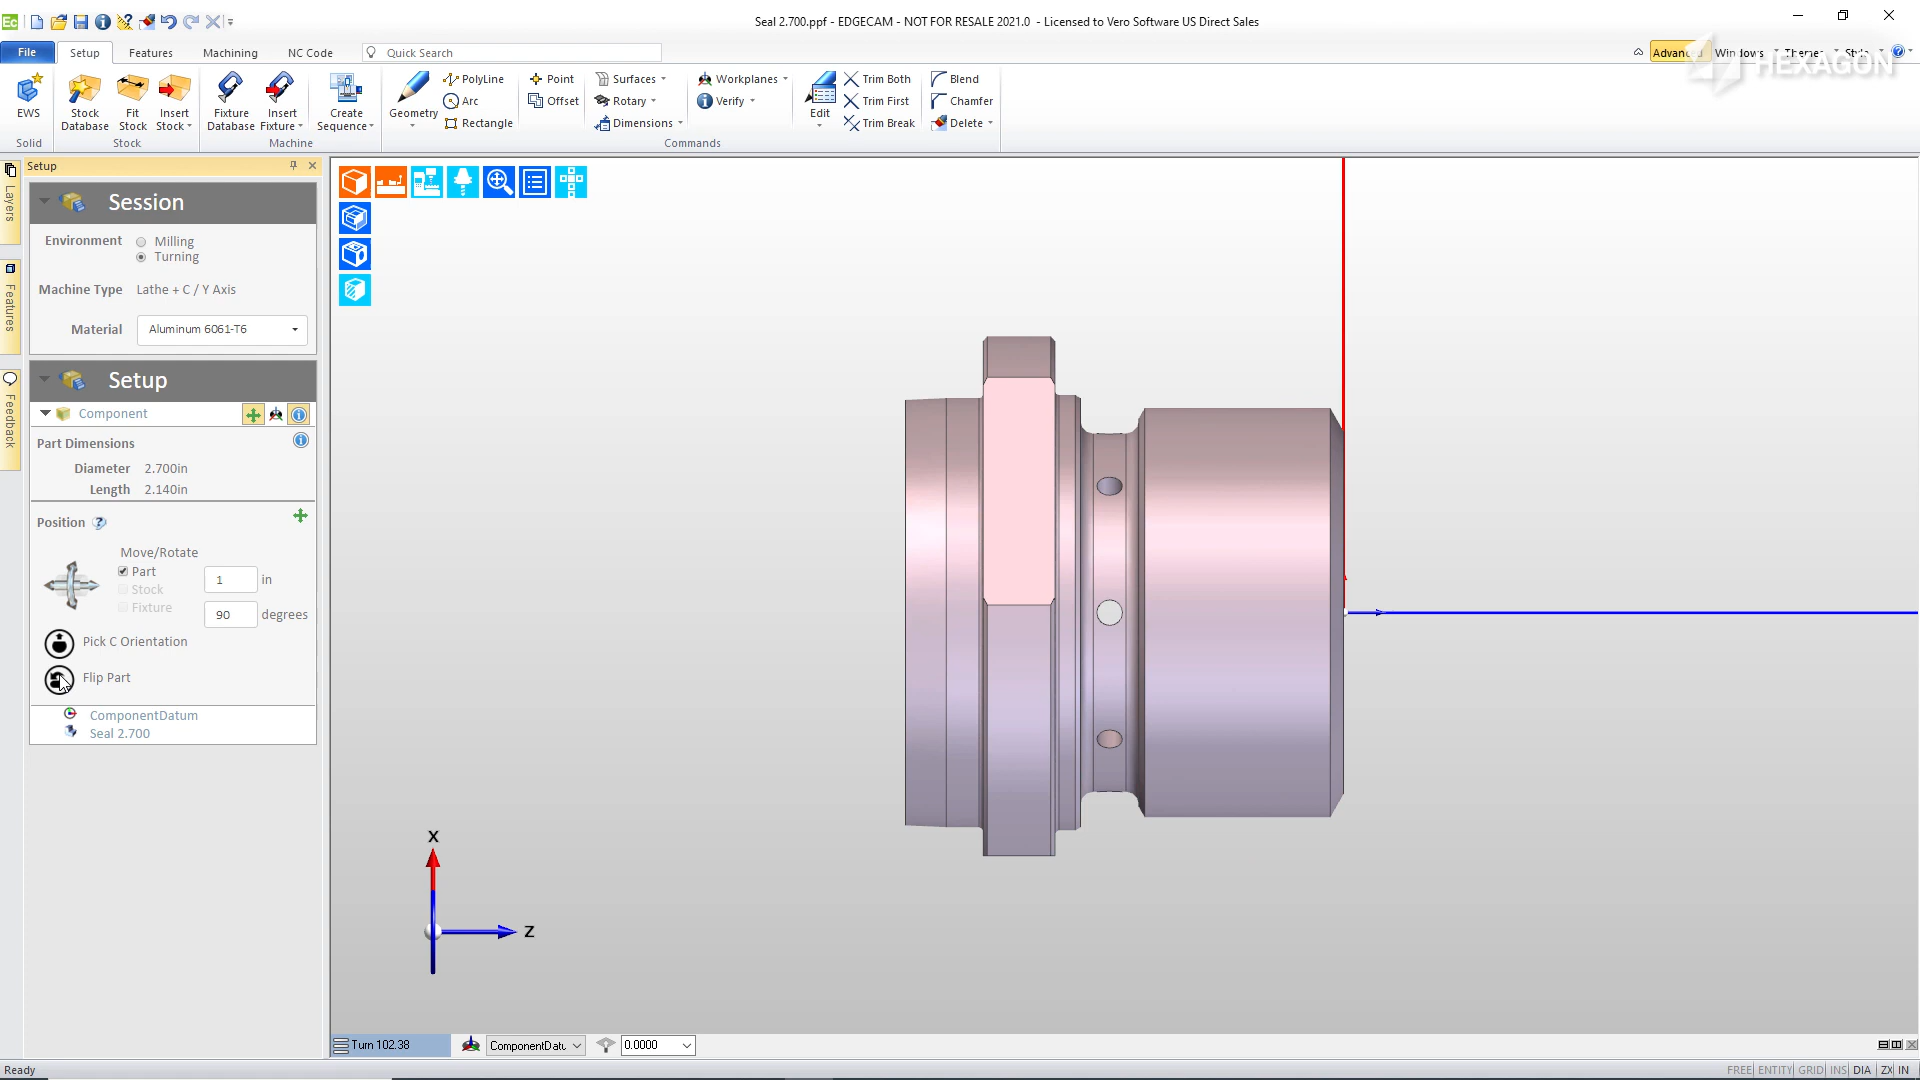 Ec
Seal 2.700.ppf - EDGECAM - NOT FOR RESALE 2021.0 - Licensed to Vero Software US Direct Sales
File Setup Features Machining NC Code Quick Search
Windows Themes
HEXAGON
EWS
Stock Database
Fit Stock
Insert Stock
Fixture Database
Insert Fixture
Create Sequence
Geometry
PolyLine
Arc
Rectangle
Point
Offset
Surfaces
Rotary
Dimensions
Workplanes
Verify
Edit
Trim Both
Trim First
Trim Break
Blend
Chamfer
Delete
Solid Stock Machine Commands
Setup
Layers
Features
Feedback
Session
Environment Milling
Turning
Machine Type Lathe + C / Y Axis
Material Aluminum 6061-T6
Setup
Component
Part Dimensions
Diameter 2.700in
Length 2.140in
Position
Move/Rotate
Part 1 in
Stock
Fixture 90 degrees
Pick C Orientation
Flip Part
ComponentDatum
Seal 2.700
X
Z
Turn 102.38 ComponentDatu 0.0000
Ready FREE ENTITY GRID INS DIA ZX IN